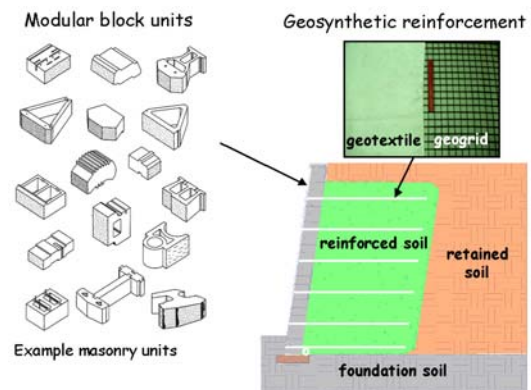 Modular block units
Geosynthetic reinforcement
geotextile
geogrid
reinforced soil
retained
soil
foundation soil
Example masonry units